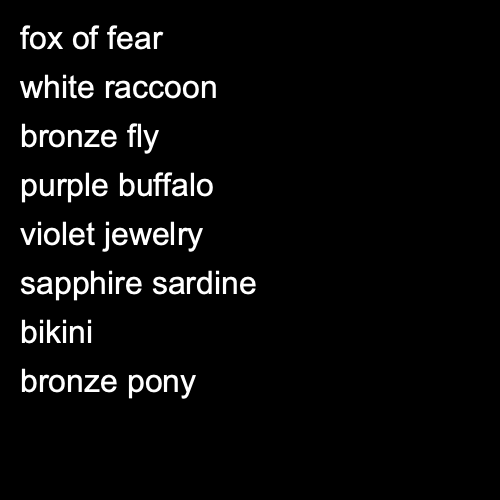 fox of fear
white raccoon
bronze fly
purple buffalo
violet jewelry
sapphire sardine
bikini
bronze pony